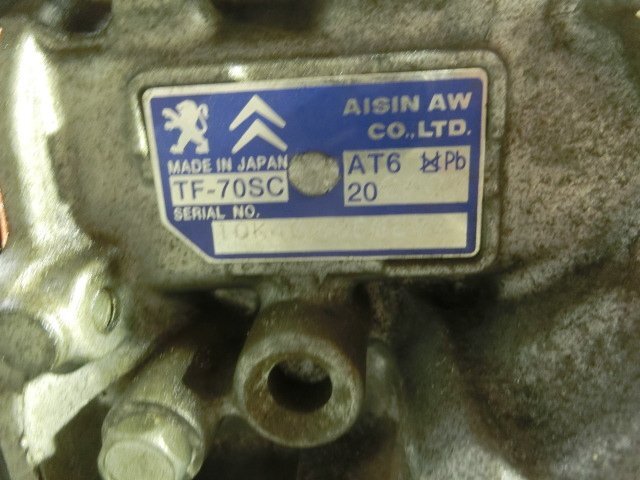 AISIN AW
CO.,LTD.
MADE IN JAPAN
TF-70SC
AT6 Pb
20
SERIAL NO.